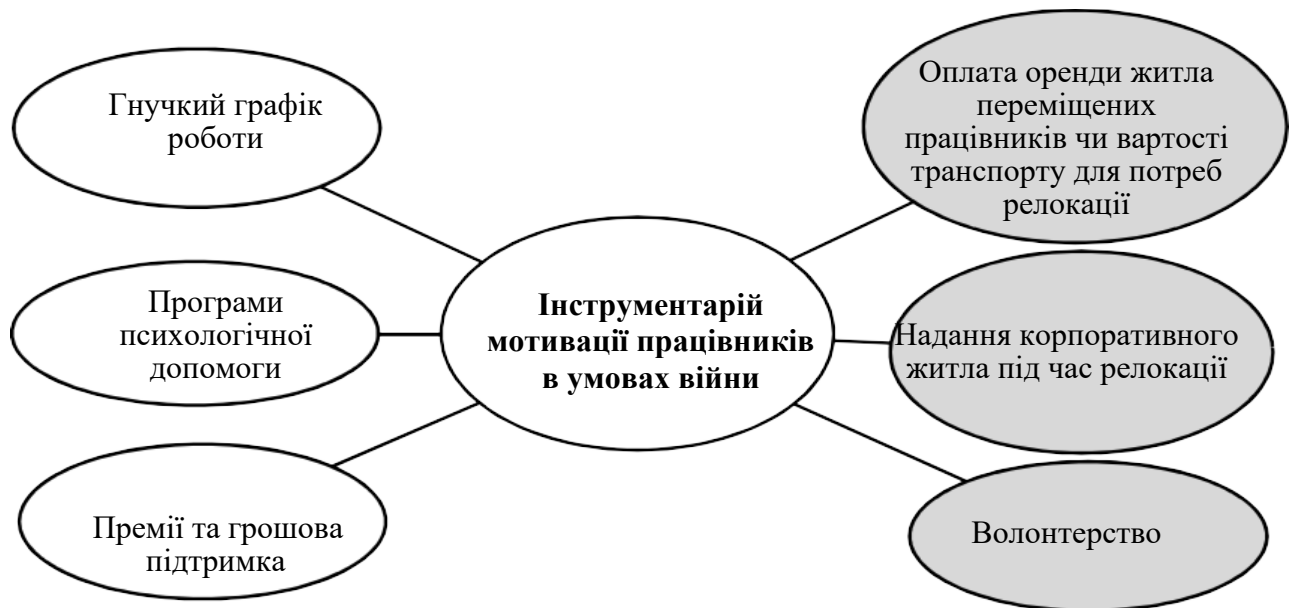 Гнучкий графік
роботи
Оплата оренди житла
переміщених
працівників чи вартості
транспорту для потреб
релокації
Програми
психологічної
допомоги
Інструментарій
мотивації працівників
в умовах війни
Надання корпоративного
житла під час релокації
Премії та грошова
підтримка
Волонтерство